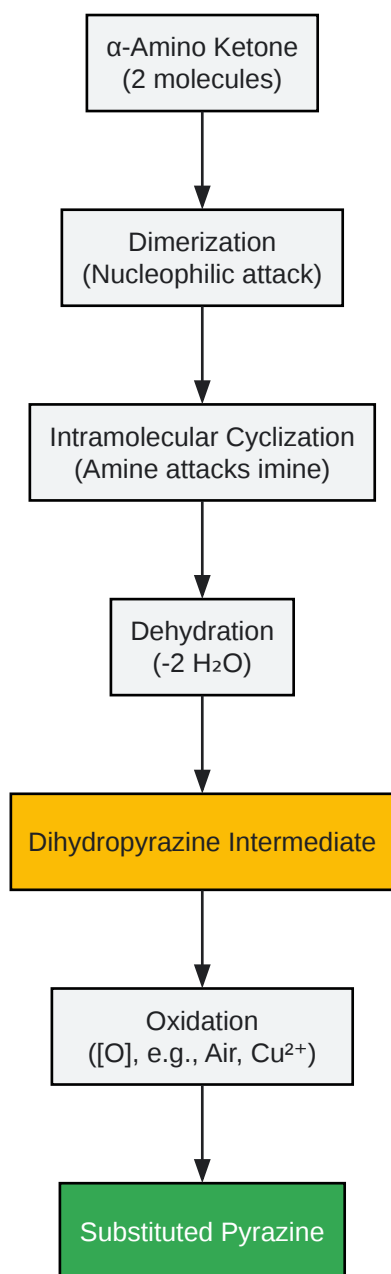 α-Amino Ketone
(2 molecules)
Dimerization
(Nucleophilic attack)
Intramolecular Cyclization
(Amine attacks imine)
Dehydration
(-2 H₂O)
Dihydropyrazine Intermediate
Oxidation
([O], e.g., Air, Cu²⁺)
Substituted Pyrazine